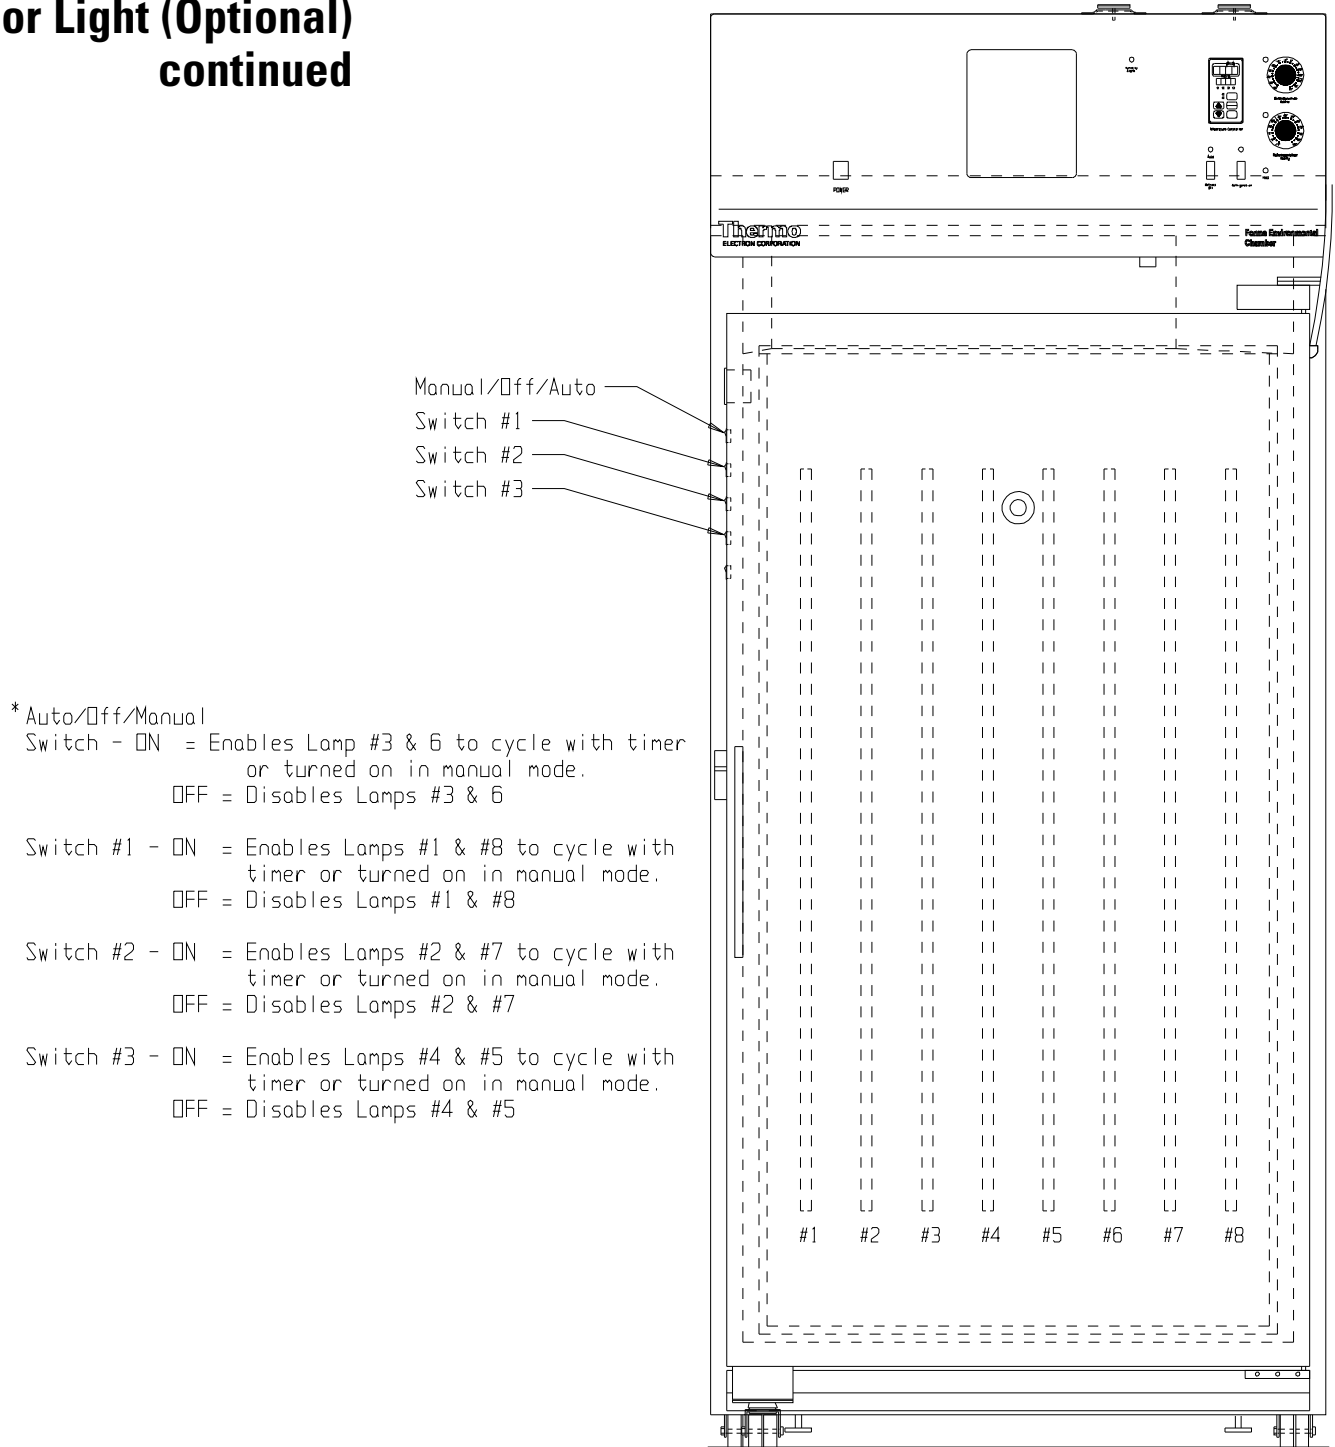 or Light (Optional)
continued
POWER
Thermo
ELECTRON CORPORATION
Forma Environmental
Chamber
Manual/Off/Auto
Switch #1
Switch #2
Switch #3
* Auto/Off/Manual
Switch - ON = Enables Lamp #3 & 6 to cycle with timer
or turned on in manual mode.
OFF = Disables Lamps #3 & 6
Switch #1 - ON = Enables Lamps #1 & #8 to cycle with
timer or turned on in manual mode.
OFF = Disables Lamps #1 & #8
Switch #2 - ON = Enables Lamps #2 & #7 to cycle with
timer or turned on in manual mode.
OFF = Disables Lamps #2 & #7
Switch #3 - ON = Enables Lamps #4 & #5 to cycle with
timer or turned on in manual mode.
OFF = Disables Lamps #4 & #5
#1 #2 #3 #4 #5 #6 #7 #8